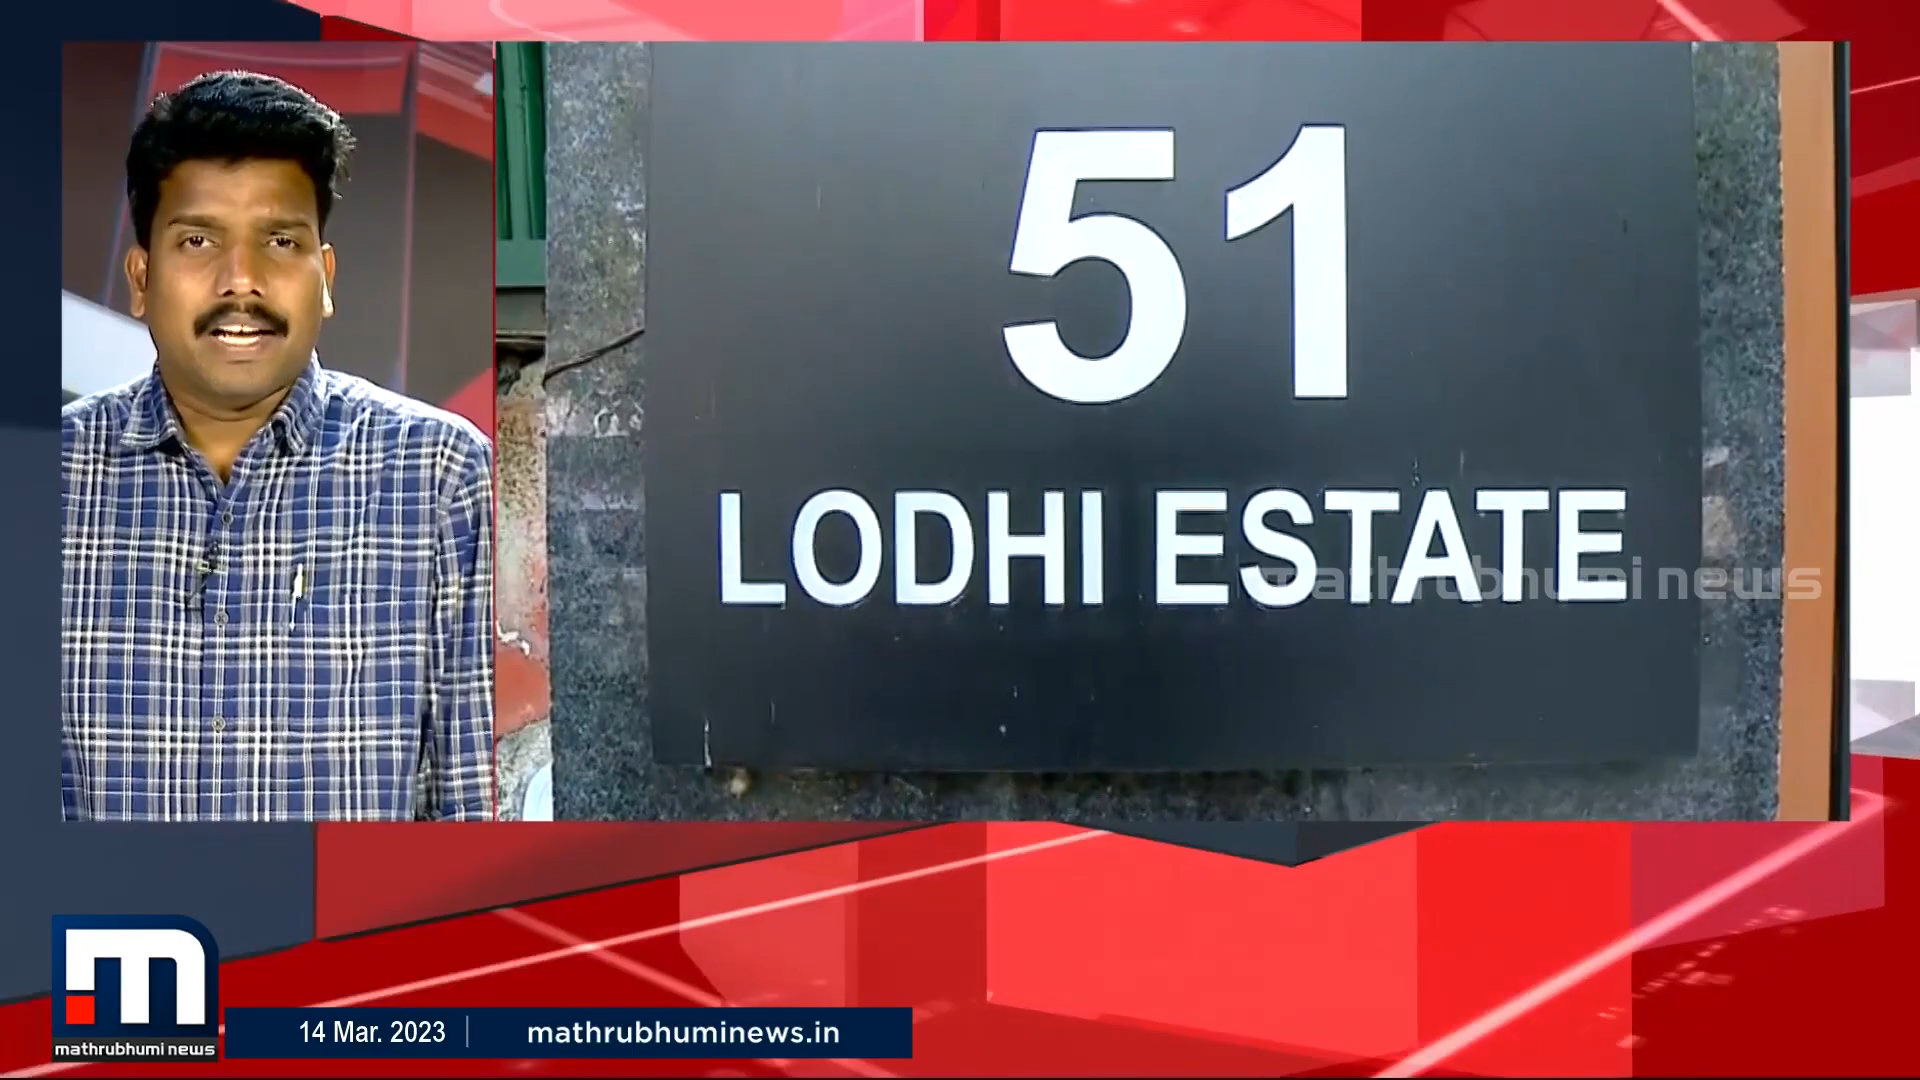 51
LODHI ESTATE
mathrubhumi news
mathrubhumi news
14 Mar. 2023
mathrubhuminews.in